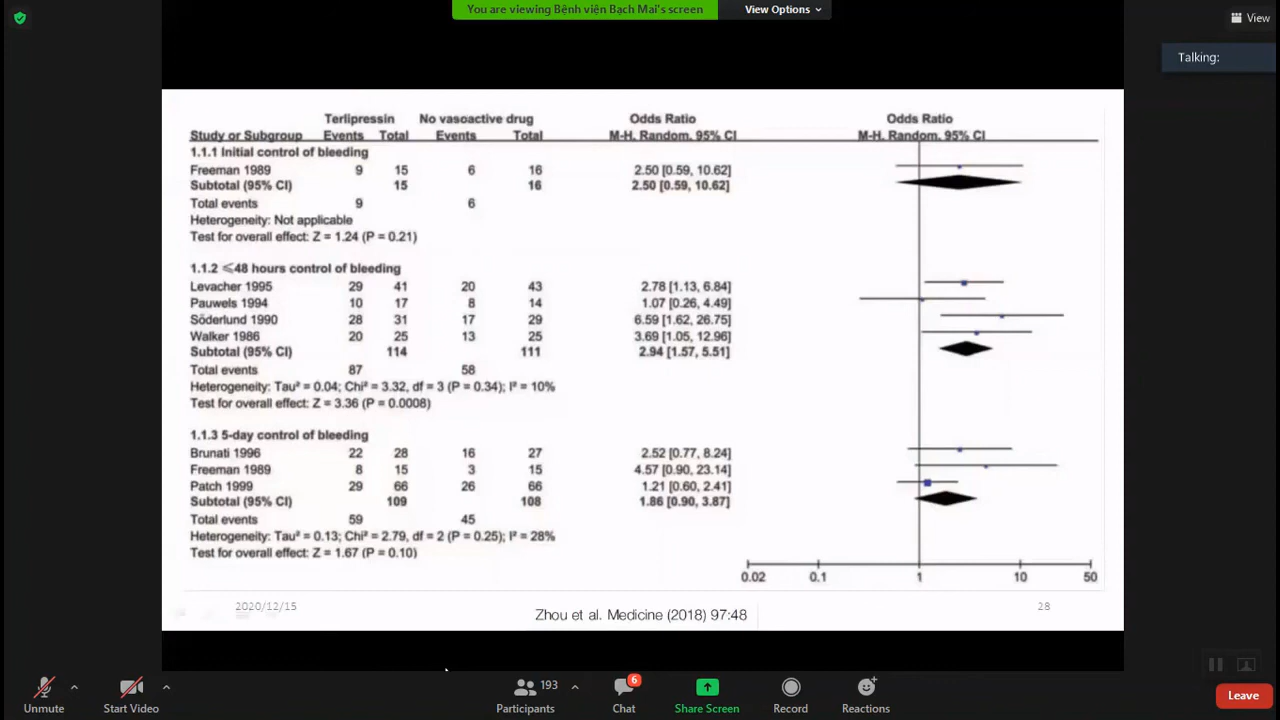 You are viewing Bệnh viện Bạch Mai's screen
View Options
View
Talking:
Terlipressin No vasoactive drug Odds Ratio Odds Ratio
Study or Subgroup Events Total Events Total M-H. Random. 95% CI M-H. Random. 95% CI
1.1.1 Initial control of bleeding
Freeman 1989 9 15 6 16 2.50 [0.59, 10.62]
Subtotal (95% CI) 15 16 2.50 [0.59, 10.62]
Total events 9 6
Heterogeneity: Not applicable
Test for overall effect: Z = 1.24 (P = 0.21)
1.1.2 ⩽48 hours control of bleeding
Levacher 1995 29 41 20 43 2.78 [1.13, 6.84]
Pauwels 1994 10 17 8 14 1.07 [0.26, 4.49]
Söderlund 1990 28 31 17 29 6.59 [1.62, 26.75]
Walker 1986 20 25 13 25 3.69 [1.05, 12.96]
Subtotal (95% CI) 114 111 2.94 [1.57, 5.51]
Total events 87 58
Heterogeneity: Tau² = 0.04; Chi² = 3.32, df = 3 (P = 0.34); I² = 10%
Test for overall effect: Z = 3.36 (P = 0.0008)
1.1.3 5-day control of bleeding
Brunati 1996 22 28 16 27 2.52 [0.77, 8.24]
Freeman 1989 8 15 3 15 4.57 [0.90, 23.14]
Patch 1999 29 66 26 66 1.21 [0.60, 2.41]
Subtotal (95% CI) 109 108 1.86 [0.90, 3.87]
Total events 59 45
Heterogeneity: Tau² = 0.13; Chi² = 2.79, df = 2 (P = 0.25); I² = 28%
Test for overall effect: Z = 1.67 (P = 0.10)
0.02 0.1 1 10 50
2020/12/15
Zhou et al. Medicine (2018) 97:48
28
Unmute
Start Video
193
Participants
6
Chat
Share Screen
Record
Reactions
Leave